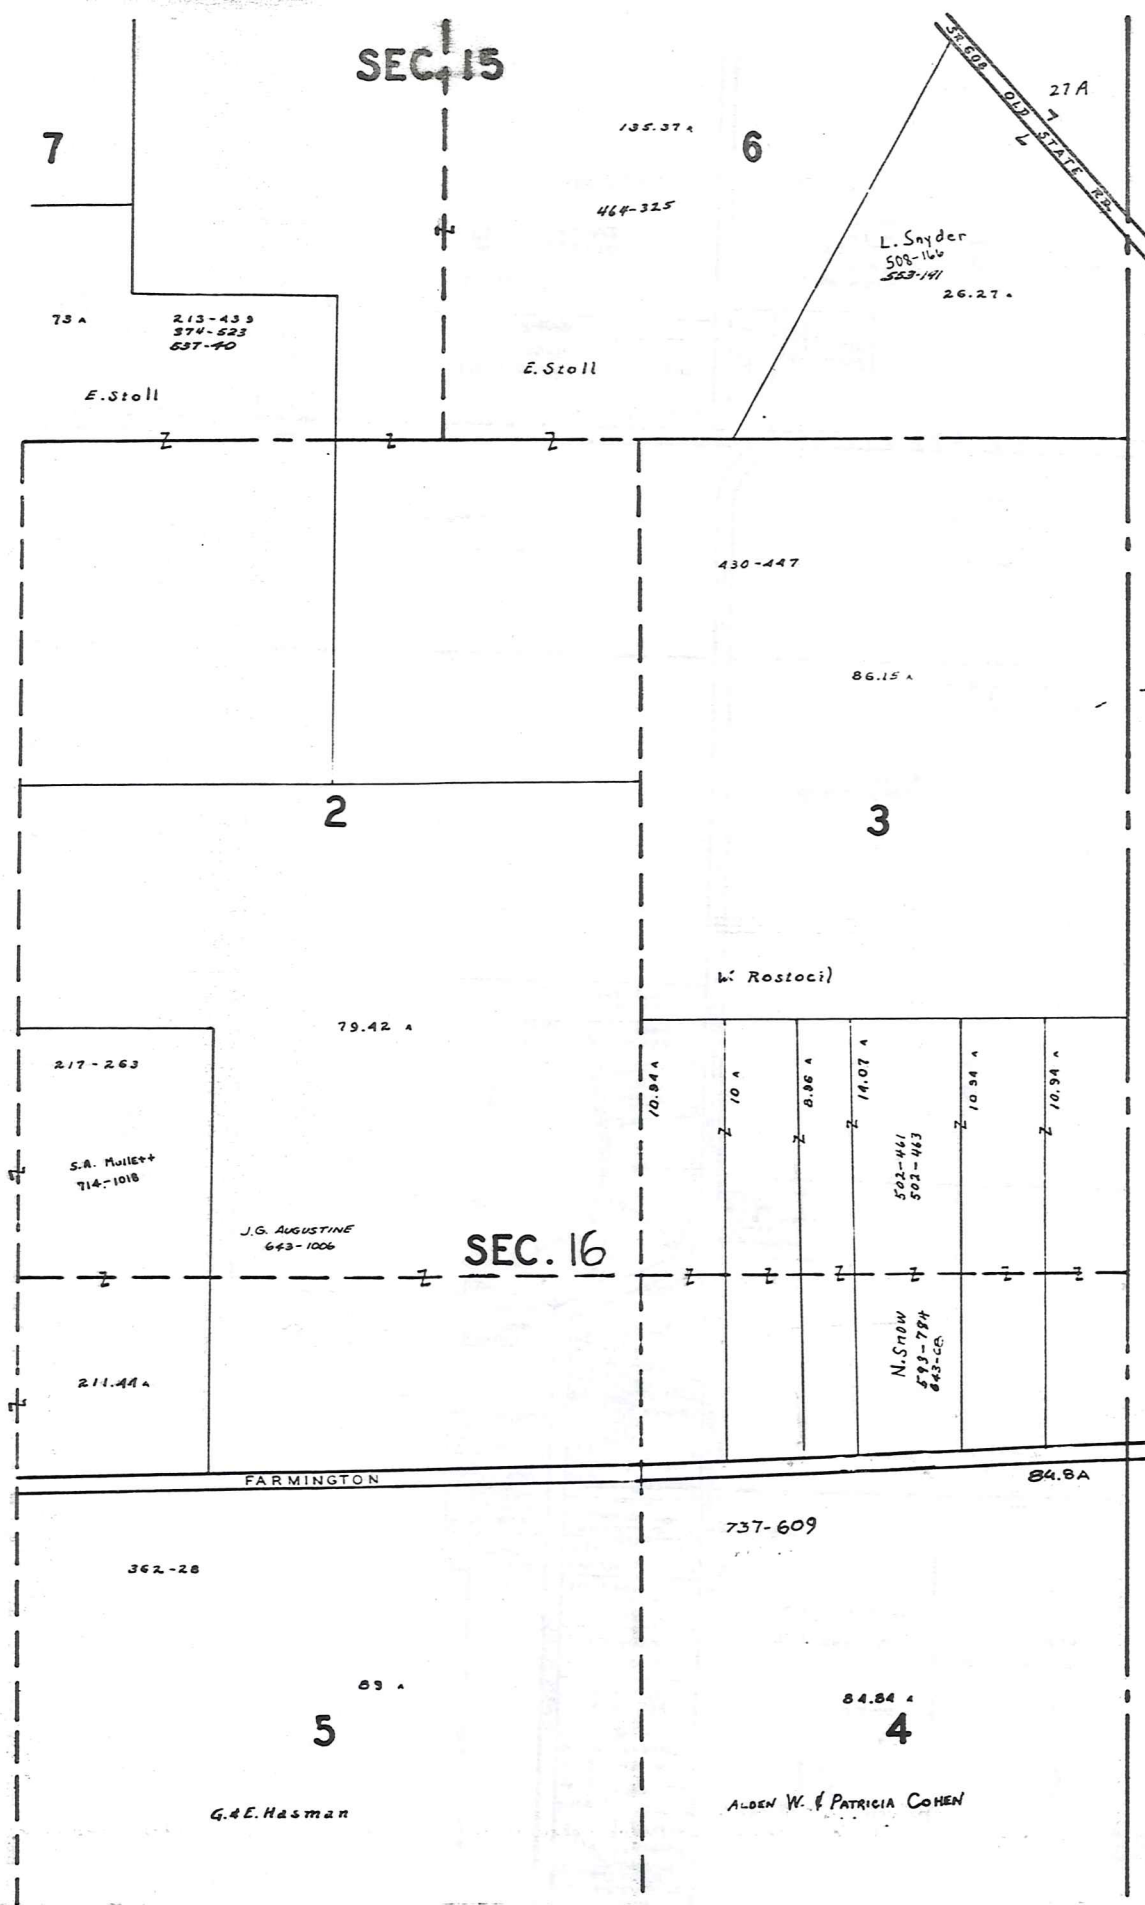 SEC. 15
7
6
135.37 A
464-325
SR. 608 OLD STATE RD.
27 A
L. Snyder
508-166
553-141
26.27 A
73 A
213-439
374-523
537-40
E. Stoll
E. Stoll
430-447
86.15 A
2
3
W. Rostocil
79.42 A
217-263
S.A. Mullett
714-1018
J.G. AUGUSTINE
643-1006
SEC. 16
10.94 A
10 A
8.96 A
14.07 A
10.94 A
10.94 A
502-461
502-463
N. Snow
593-784
211.44 A
FARMINGTON
84.8A
737-609
362-28
89 A
84.84 A
5
4
G. & E. Hasman
ALDEN W. & PATRICIA COHEN